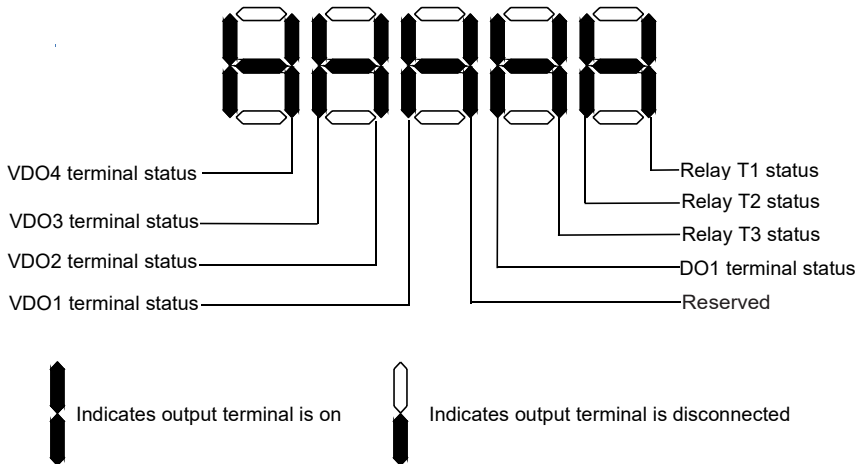 VDO4 terminal status
VDO3 terminal status
VDO2 terminal status
VDO1 terminal status
Relay T1 status
Relay T2 status
Relay T3 status
DO1 terminal status
Reserved
Indicates output terminal is on
Indicates output terminal is disconnected